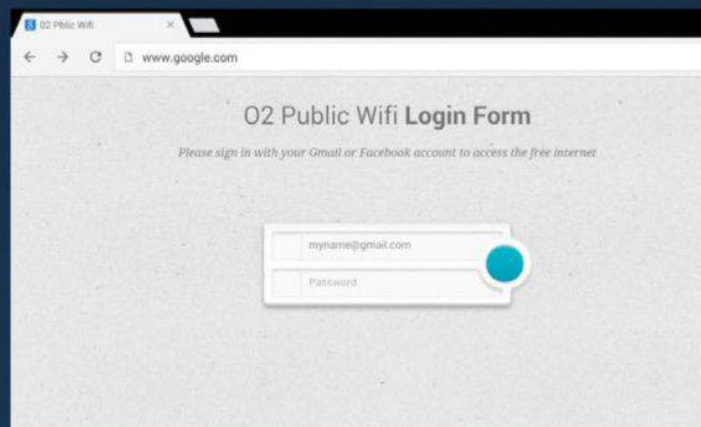 O2 Pblic Wifi
www.google.com
O2 Public Wifi Login Form
Please sign in with your Gmail or Facebook account to access the free internet
myname@gmail.com
Password